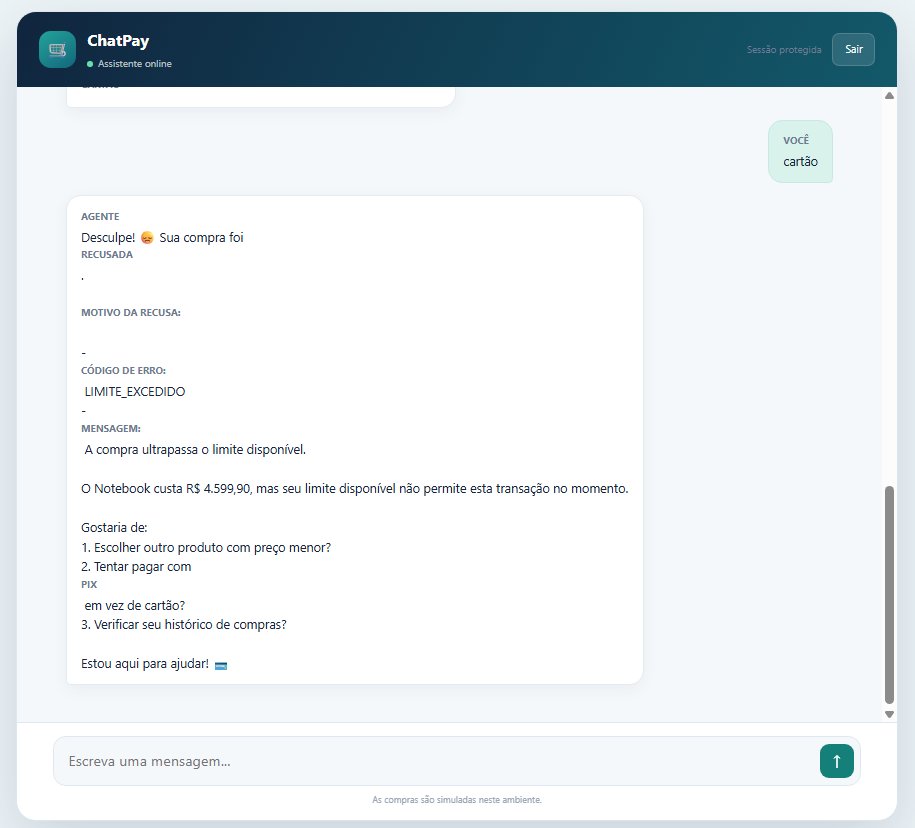 ChatPay
Assistente online
Sessão protegida
Sair
VOCÊ
cartão
AGENTE
Desculpe! 😅 Sua compra foi
RECUSADA
.
MOTIVO DA RECUSA:
-
CÓDIGO DE ERRO:
LIMITE_EXCEDIDO
-
MENSAGEM:
A compra ultrapassa o limite disponível.
O Notebook custa R$ 4.599,90, mas seu limite disponível não permite esta transação no momento.
Gostaria de:
1. Escolher outro produto com preço menor?
2. Tentar pagar com
PIX
em vez de cartão?
3. Verificar seu histórico de compras?
Estou aqui para ajudar! 💳
Escreva uma mensagem...
As compras são simuladas neste ambiente.